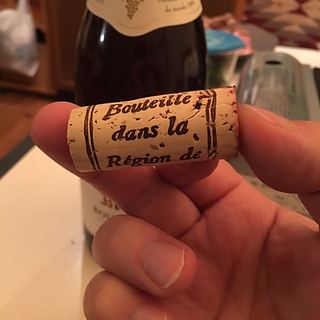 Bouteille
dans la
Région de